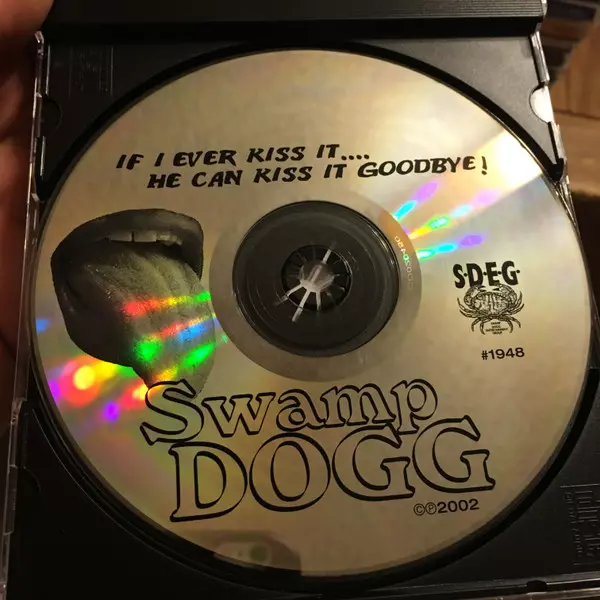 IF I EVER KISS IT....
HE CAN KISS IT GOODBYE!
S·D·E·G·
#1948
Swamp
DOGG
©℗2002